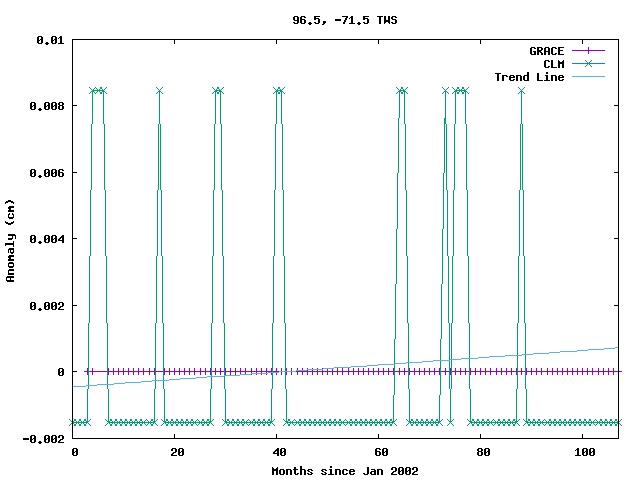 96.5, -71.5 TWS
0.01
0.008
0.006
0.004
0.002
0
-0.002
Anomaly (cm)
GRACE
CLM
Trend Line
0 20 40 60 80 100
Months since Jan 2002